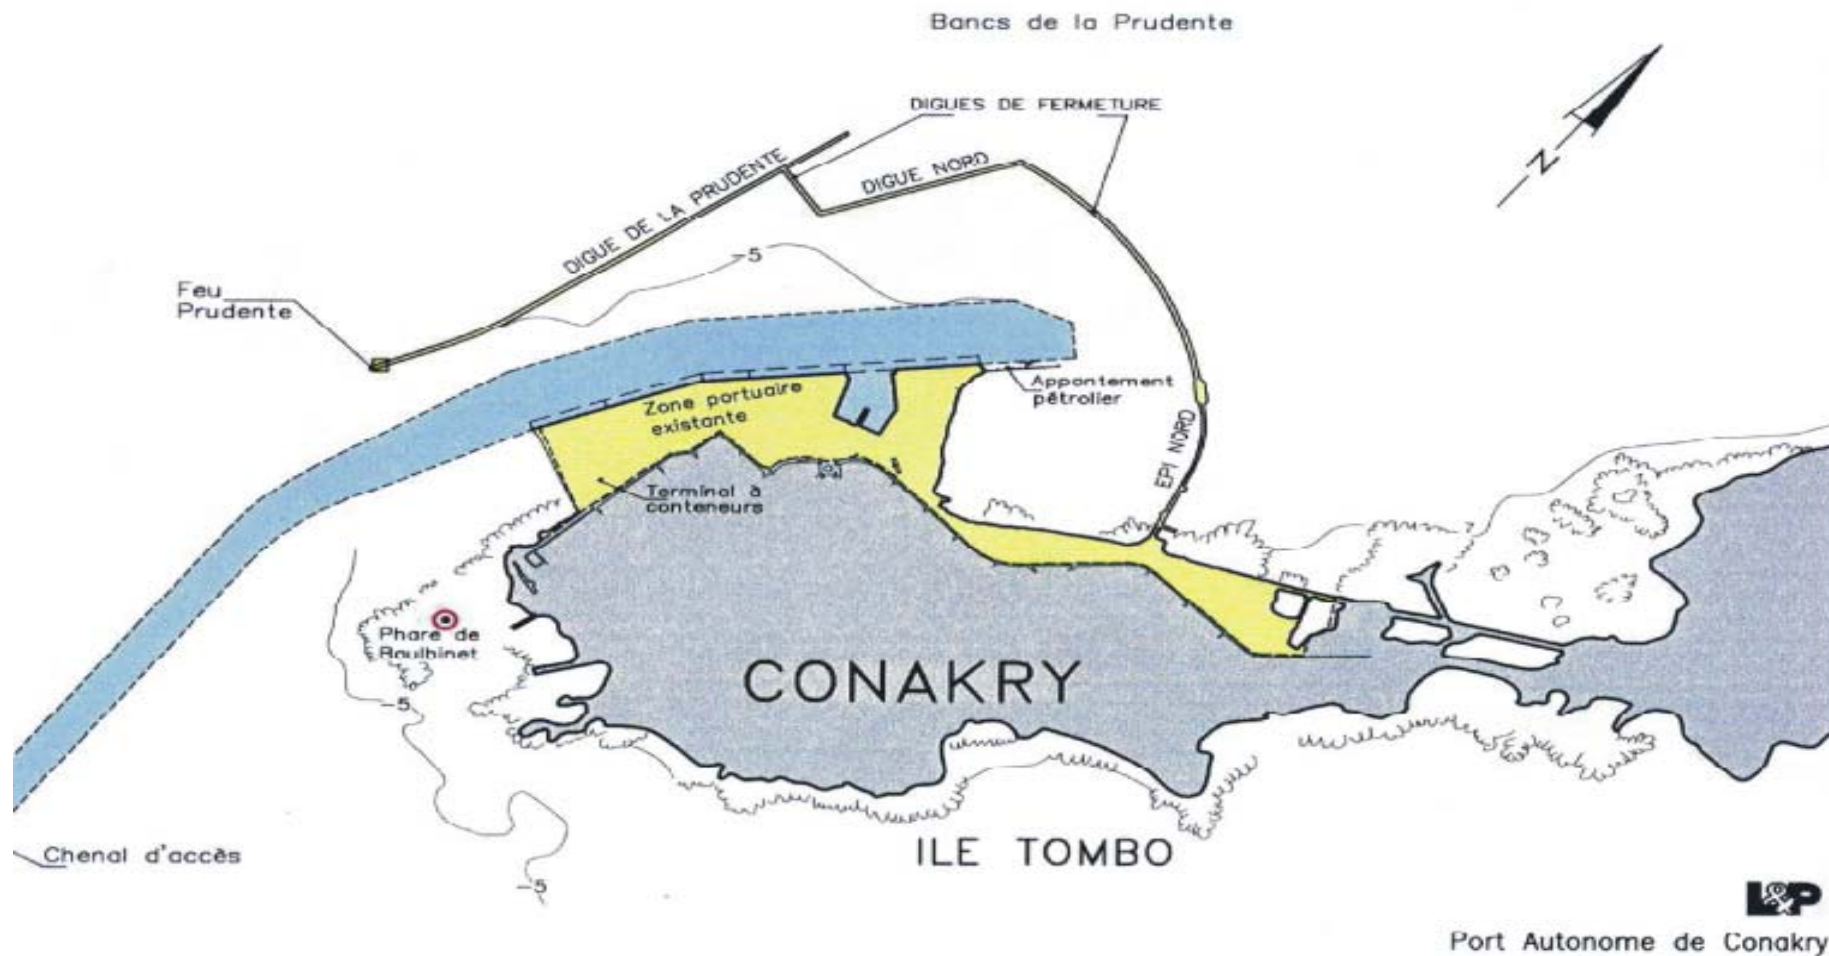 Bancs de la Prudente
DIGUES DE FERMETURE
DIGUE NORD
DIGUE DE LA PRUDENTE
N
-5
Feu
Prudente
Appontement
pétrolier
Zone portuaire
existante
EPI NORD
Terminal à
conteneurs
Phare de
Boulbinet
-5
CONAKRY
Chenal d'accès
ILE TOMBO
-5
L&P
Port Autonome de Conakry